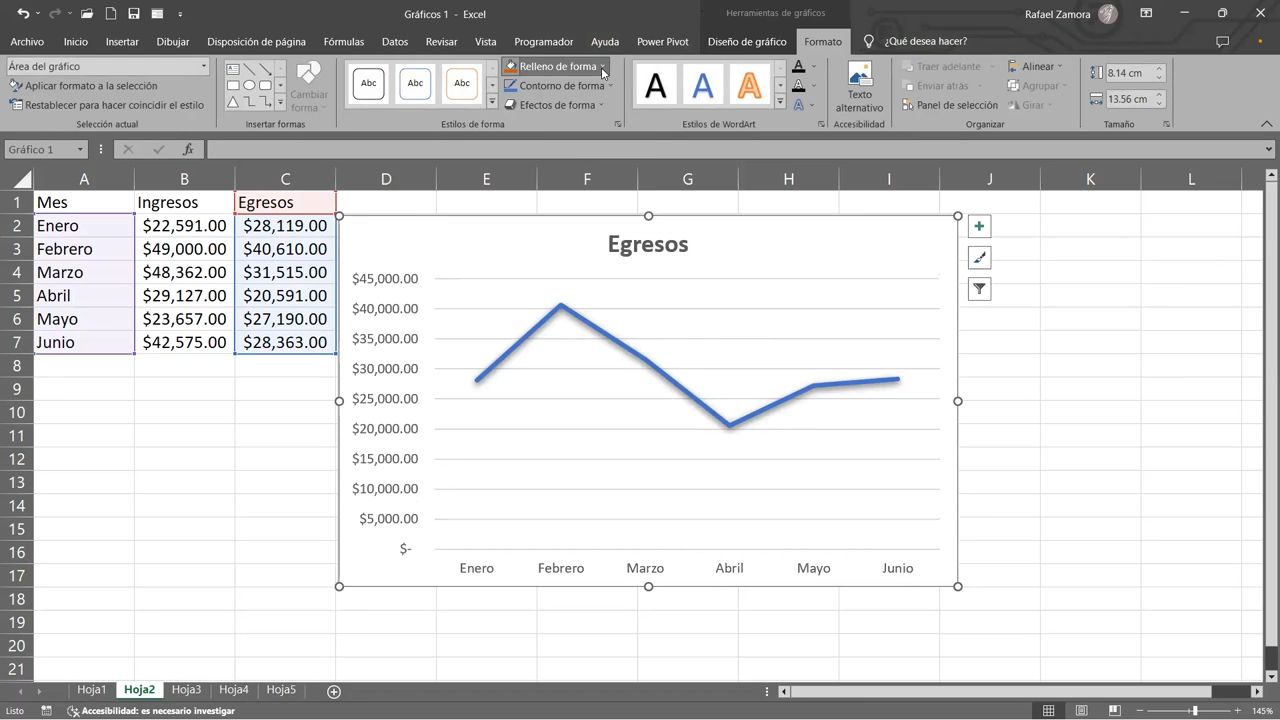 Gráficos 1 - Excel
Herramientas de gráficos
Rafael Zamora
Archivo Inicio Insertar Dibujar Disposición de página Fórmulas Datos Revisar Vista Programador Ayuda Power Pivot Diseño de gráfico Formato ¿Qué desea hacer?
Área del gráfico
Aplicar formato a la selección
Restablecer para hacer coincidir el estilo
Selección actual
Cambiar forma
Insertar formas
Abc Abc Abc
Relleno de forma
Contorno de forma
Efectos de forma
Estilos de forma
A A A
Estilos de WordArt
Texto alternativo
Accesibilidad
Traer adelante
Enviar atrás
Panel de selección
Alinear
Agrupar
Girar
Organizar
8.14 cm
13.56 cm
Tamaño
Gráfico 1
fx
A B C D E F G H I J K L
1 Mes Ingresos Egresos
2 Enero $22,591.00 $28,119.00
3 Febrero $49,000.00 $40,610.00
4 Marzo $48,362.00 $31,515.00
5 Abril $29,127.00 $20,591.00
6 Mayo $23,657.00 $27,190.00
7 Junio $42,575.00 $28,363.00
8
9
10
11
12
13
14
15
16
17
18
19
20
21
Egresos
$45,000.00
$40,000.00
$35,000.00
$30,000.00
$25,000.00
$20,000.00
$15,000.00
$10,000.00
$5,000.00
$-
Enero Febrero Marzo Abril Mayo Junio
Hoja1 Hoja2 Hoja3 Hoja4 Hoja5
Listo
Accesibilidad: es necesario investigar
145%